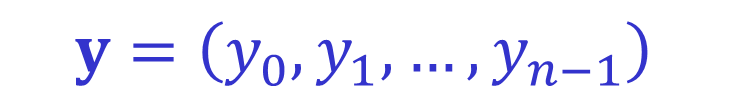 𝐲 = (𝑦₀, 𝑦₁, … , 𝑦ₙ₋₁)